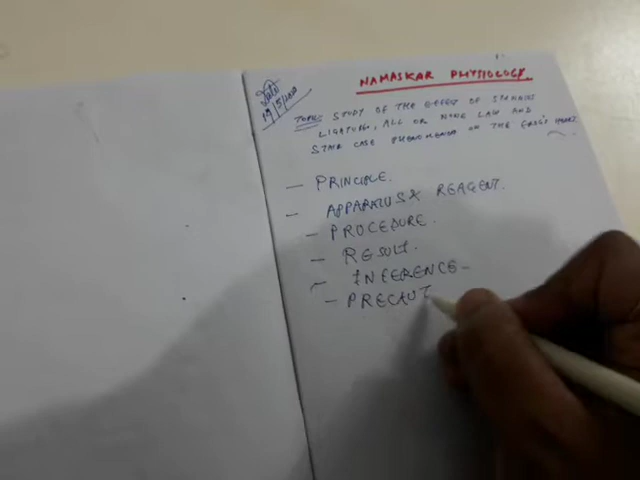 NAMASKAR PHYSIOLOGY
19/5/2020
TOPIC: STUDY OF THE EFFECT OF STANNIUS
LIGATURE, ALL OR NONE LAW AND
STAIR CASE PHENOMENA ON THE FROG'S HEART.
— PRINCIPLE.
— APPARATUS & REAGENT.
— PROCEDURE.
— RESULT.
— INFERENCE -
— PRECAUT